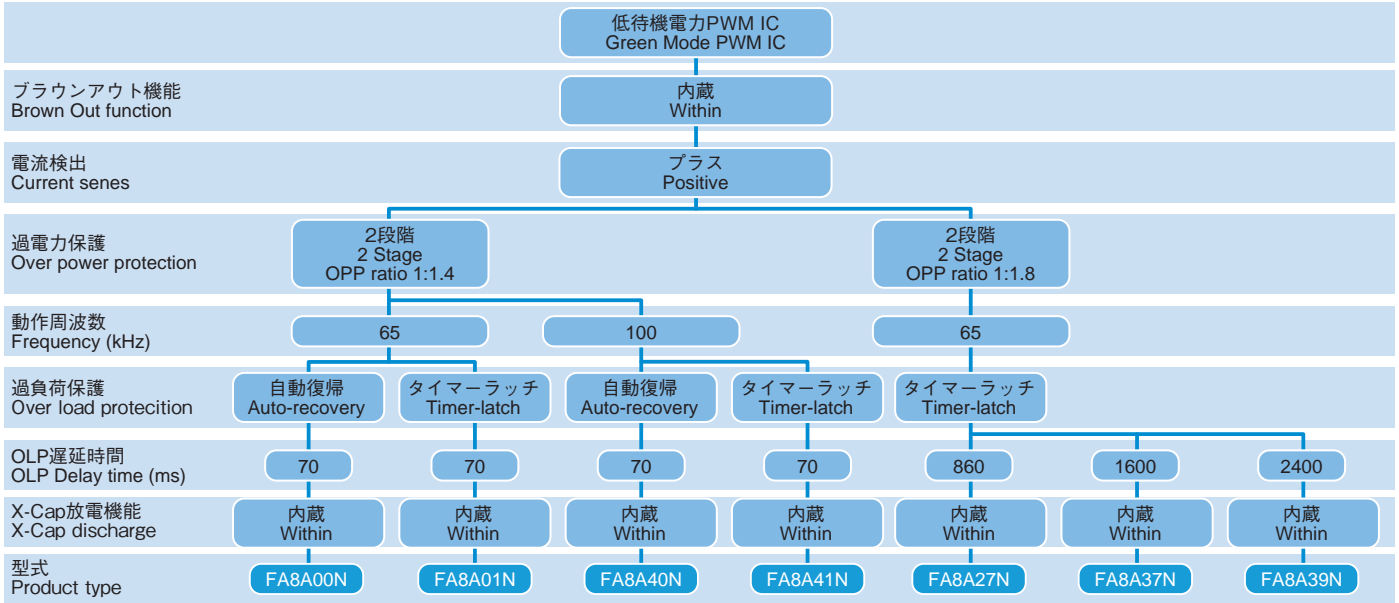 低待機電力PWM IC
Green Mode PWM IC
ブラウンアウト機能
Brown Out function
内蔵
Within
電流検出
Current senes
プラス
Positive
過電力保護
Over power protection
2段階
2 Stage
OPP ratio 1:1.4
2段階
2 Stage
OPP ratio 1:1.8
動作周波数
Frequency (kHz)
65
100
65
過負荷保護
Over load protecition
自動復帰
Auto-recovery
タイマーラッチ
Timer-latch
自動復帰
Auto-recovery
タイマーラッチ
Timer-latch
タイマーラッチ
Timer-latch
OLP遅延時間
OLP Delay time (ms)
70
70
70
70
860
1600
2400
X-Cap放電機能
X-Cap discharge
内蔵
Within
内蔵
Within
内蔵
Within
内蔵
Within
内蔵
Within
内蔵
Within
内蔵
Within
型式
Product type
FA8A00N
FA8A01N
FA8A40N
FA8A41N
FA8A27N
FA8A37N
FA8A39N